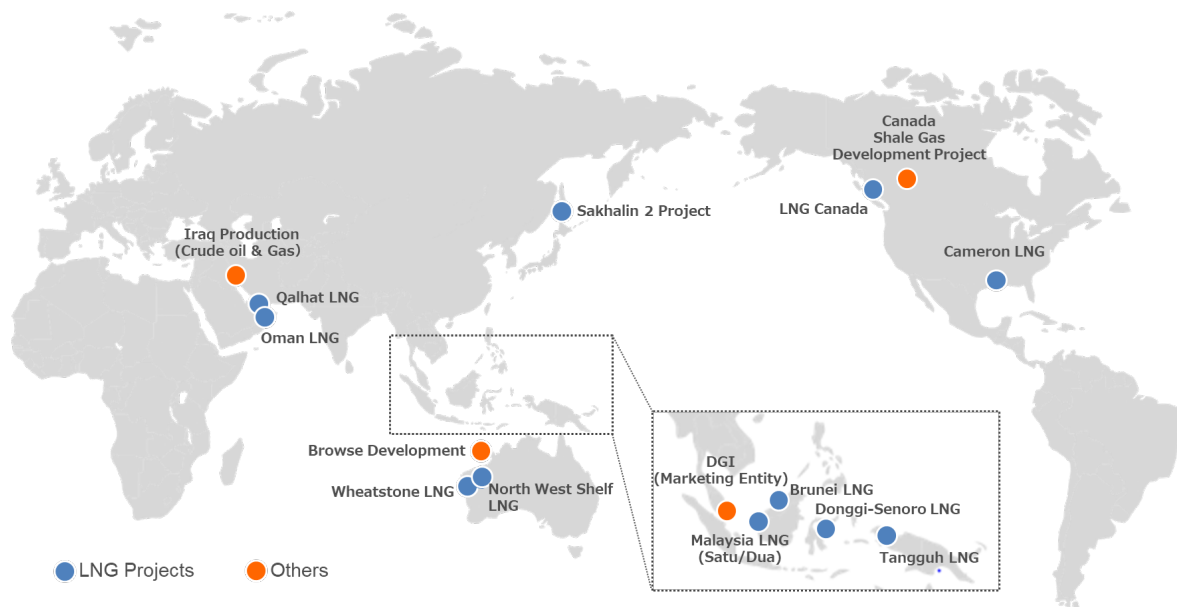 Canada
Shale Gas
Development Project
LNG Canada
Sakhalin 2 Project
Iraq Production
(Crude oil & Gas)
Cameron LNG
Qalhat LNG
Oman LNG
Browse Development
Wheatstone LNG
North West Shelf
LNG
DGI
(Marketing Entity)
Brunei LNG
Donggi-Senoro LNG
Malaysia LNG
(Satu/Dua)
Tangguh LNG
LNG Projects
Others